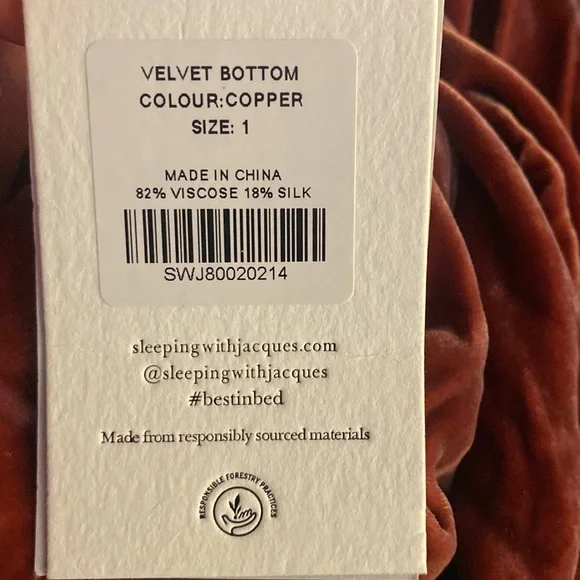 VELVET BOTTOM
COLOUR:COPPER
SIZE: 1
MADE IN CHINA
82% VISCOSE 18% SILK
SWJ80020214
sleepingwithjacques.com
@sleepingwithjacques
#bestinbed
Made from responsibly sourced materials
RESPONSIBLE FORESTRY PRACTICES